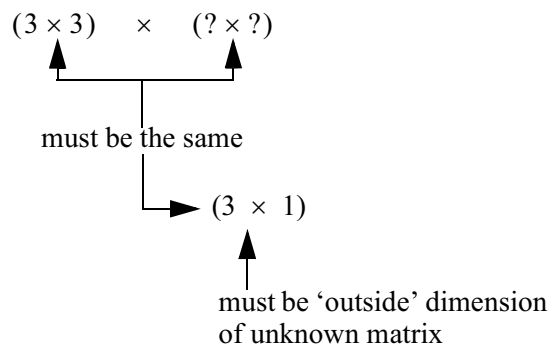 (3 × 3) × (? × ?)
must be the same
(3 × 1)
must be ‘outside’ dimension
of unknown matrix